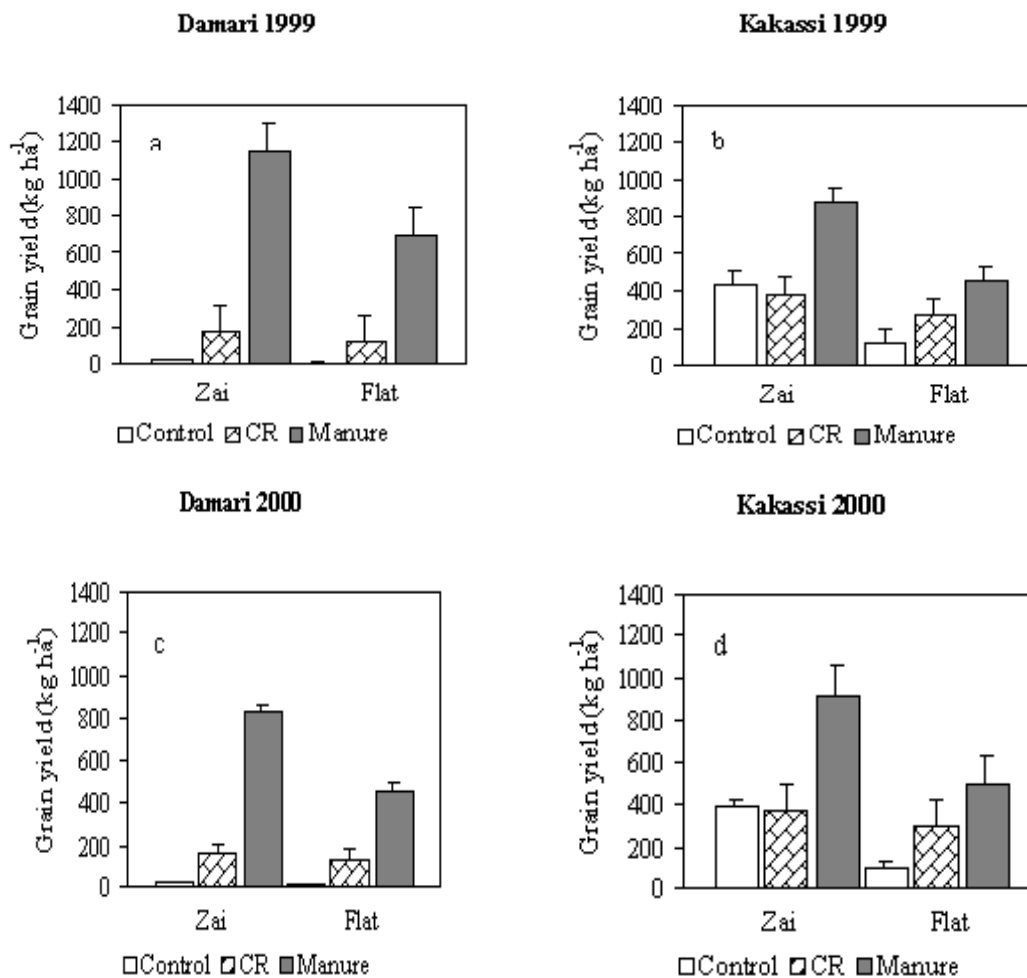 Damari 1999
Kakassi 1999
1400
1200
1000
800
600
400
200
0
Grain yield (kg ha-1)
a
Zai Flat
Control CR Manure
1400
1200
1000
800
600
400
200
0
Grain yield (kg ha-1)
b
Zai Flat
Control CR Manure
Damari 2000
Kakassi 2000
1400
1200
1000
800
600
400
200
0
Grain yield (kg ha-1)
c
Zai Flat
Control CR Manure
1400
1200
1000
800
600
400
200
0
Grain yield (kg ha-1)
d
Zai Flat
Control CR Manure